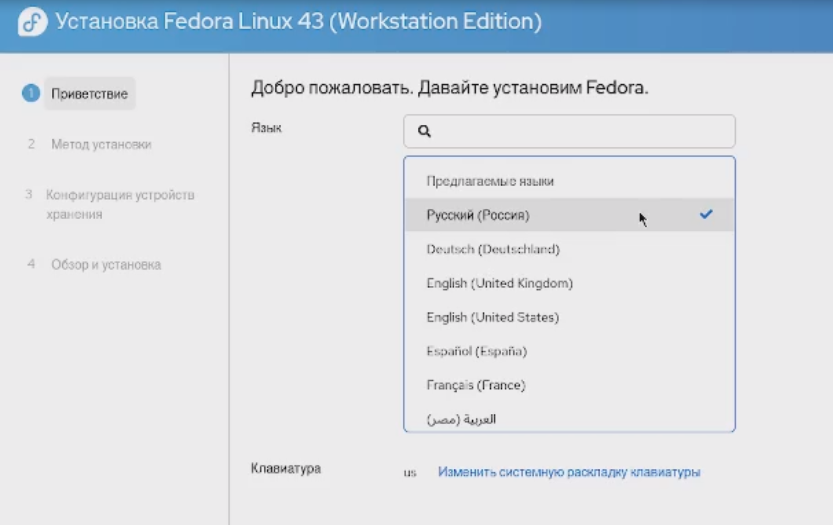 Установка Fedora Linux 43 (Workstation Edition)
1 Приветствие
2 Метод установки
3 Конфигурация устройств
хранения
4 Обзор и установка
Добро пожаловать. Давайте установим Fedora.
Язык
Предлагаемые языки
Русский (Россия)
Deutsch (Deutschland)
English (United Kingdom)
English (United States)
Español (España)
Français (France)
العربية (مصر)
Клавиатура
us Изменить системную раскладку клавиатуры